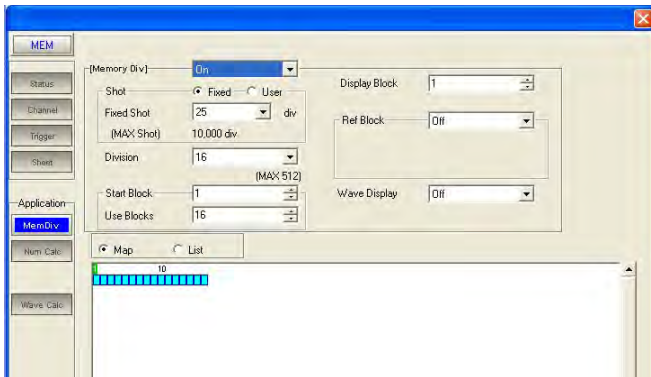 MEM
Status
Channel
Trigger
Sheet
Application
MemDiv
Num Calc
Wave Calc
[Memory Div] On
Shot Fixed User
Fixed Shot 25 div
(MAX Shot) 10,000 div
Division 16
(MAX 512)
Start Block 1
Use Blocks 16
Display Block 1
Ref Block Off
Wave Display Off
Map List
1 10